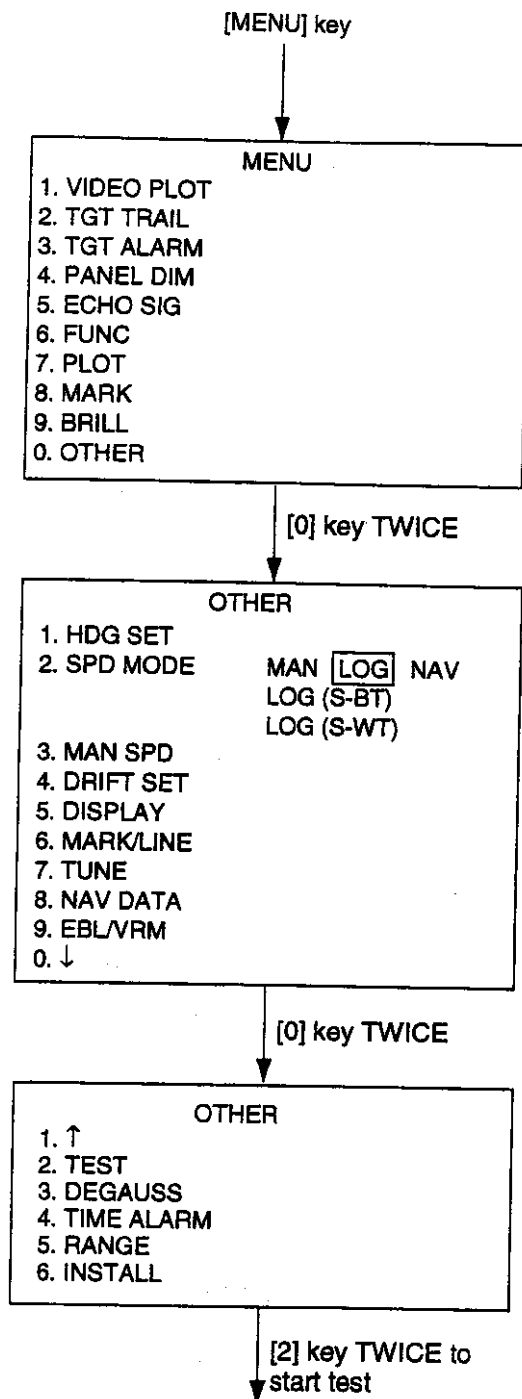 [MENU] key
MENU
1. VIDEO PLOT
2. TGT TRAIL
3. TGT ALARM
4. PANEL DIM
5. ECHO SIG
6. FUNC
7. PLOT
8. MARK
9. BRILL
0. OTHER
[0] key TWICE
OTHER
1. HDG SET
2. SPD MODE MAN LOG NAV
LOG (S-BT)
LOG (S-WT)
3. MAN SPD
4. DRIFT SET
5. DISPLAY
6. MARK/LINE
7. TUNE
8. NAV DATA
9. EBL/VRM
0. ↓
[0] key TWICE
OTHER
1. ↑
2. TEST
3. DEGAUSS
4. TIME ALARM
5. RANGE
6. INSTALL
[2] key TWICE to
start test